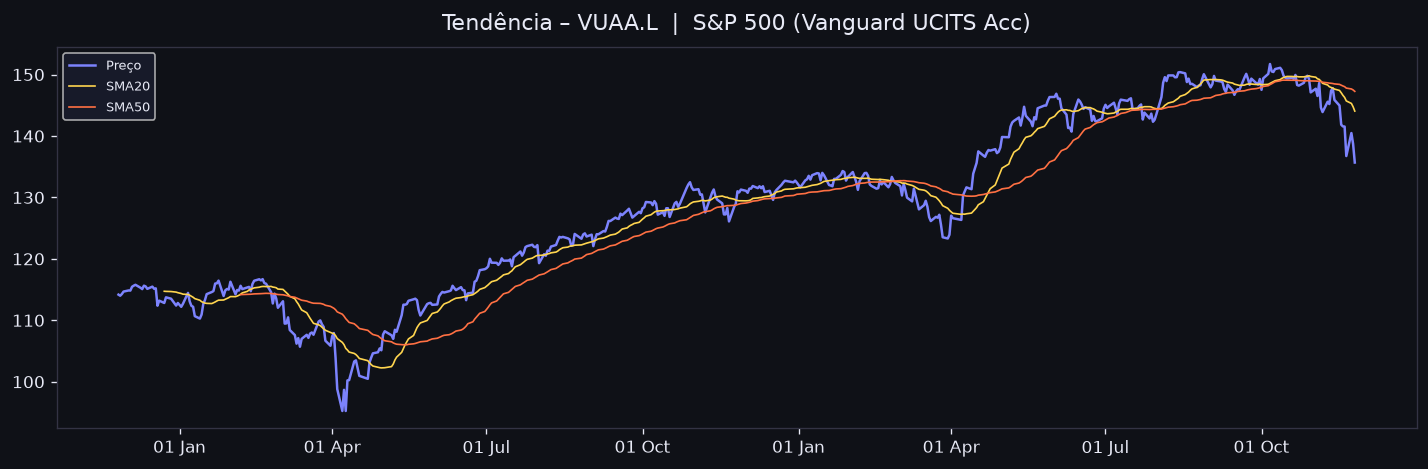 Tendência – VUAA.L | S&P 500 (Vanguard UCITS Acc)
Preço
SMA20
SMA50
150
140
130
120
110
100
01 Jan
01 Apr
01 Jul
01 Oct
01 Jan
01 Apr
01 Jul
01 Oct